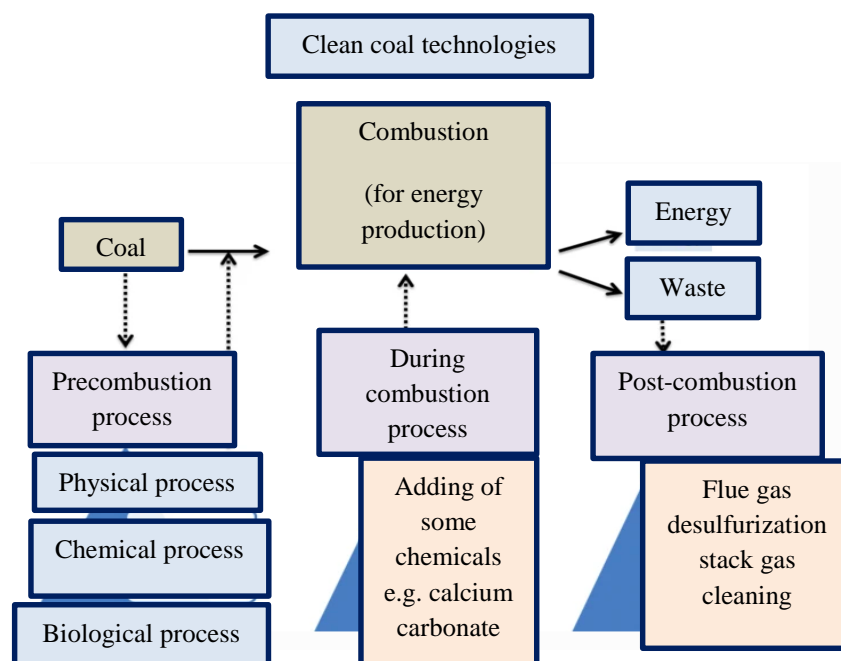 Clean coal technologies
Combustion
(for energy
production)
Energy
Coal
Waste
Precombustion
process
During
combustion
process
Post-combustion
process
Physical process
Chemical process
Biological process
Adding of
some
chemicals
e.g. calcium
carbonate
Flue gas
desulfurization
stack gas
cleaning